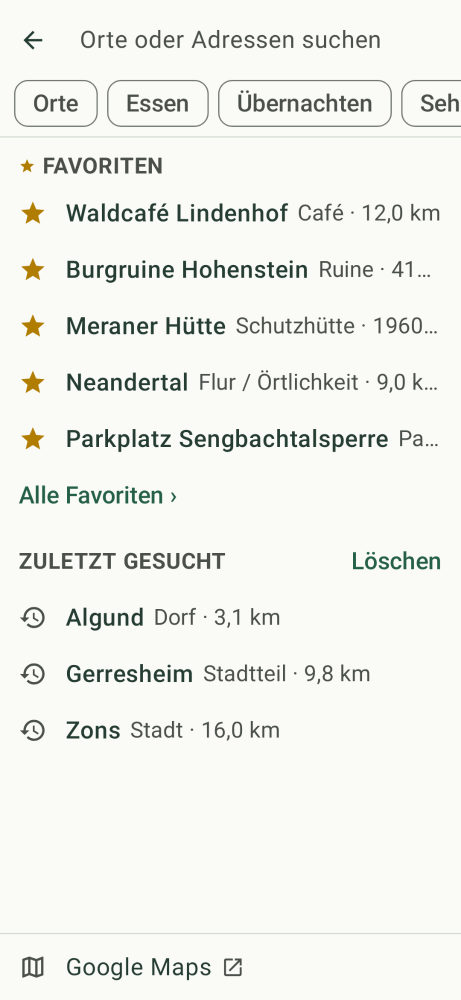 Orte oder Adressen suchen
Orte Essen Übernachten Seh
FAVORITEN
Waldcafé Lindenhof Café · 12,0 km
Burgruine Hohenstein Ruine · 41…
Meraner Hütte Schutzhütte · 1960…
Neandertal Flur / Örtlichkeit · 9,0 k…
Parkplatz Sengbachtalsperre Pa…
Alle Favoriten ›
ZULETZT GESUCHT Löschen
Algund Dorf · 3,1 km
Gerresheim Stadtteil · 9,8 km
Zons Stadt · 16,0 km
Google Maps